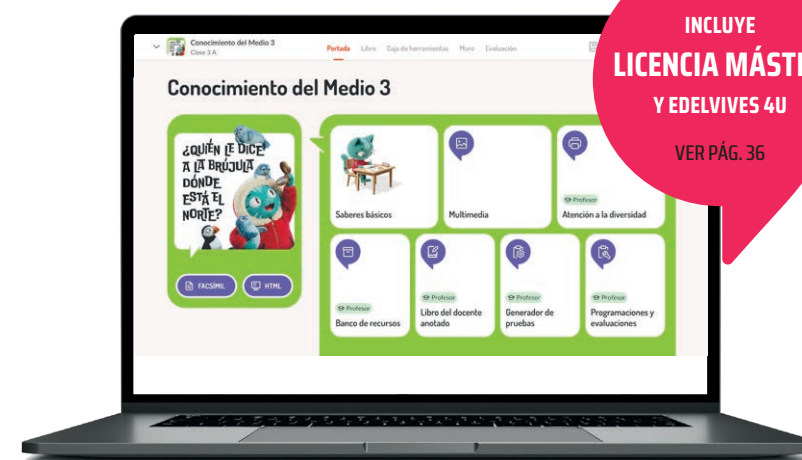 Conocimiento del Medio 3
Clase 3 A
Portada Libro Caja de herramientas Muro Evaluación
Conocimiento del Medio 3
¿QUIÉN LE DICE
A LA BRÚJULA
DÓNDE
ESTÁ EL
NORTE?
FACSÍMIL
HTML
Saberes básicos
Multimedia
Profesor
Atención a la diversidad
Profesor
Banco de recursos
Profesor
Libro del docente
anotado
Profesor
Generador de
pruebas
Profesor
Programaciones y
evaluaciones
INCLUYE
LICENCIA MÁSTE
Y EDELVIVES 4U
VER PÁG. 36